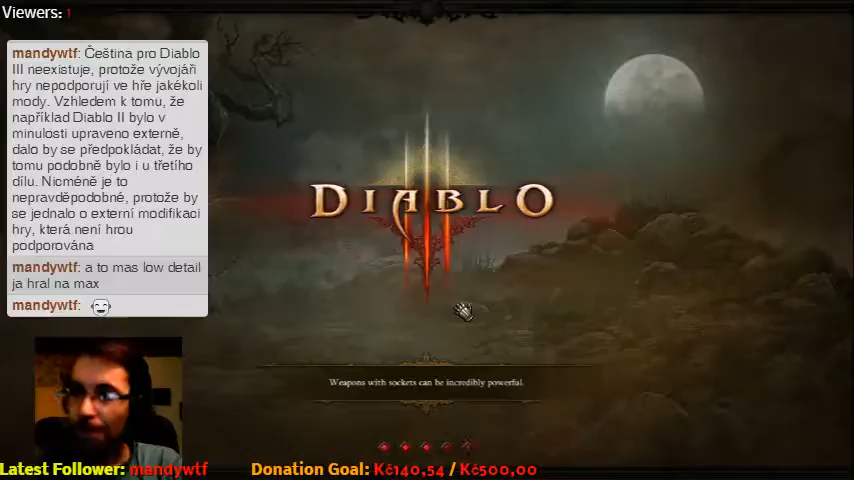 Viewers: 1
mandywtf: Čeština pro Diablo
III neexistuje, protože vývojáři
hry nepodporují ve hře jakékoli
mody. Vzhledem k tomu, že
například Diablo II bylo v
minulosti upraveno externě,
dalo by se předpokládat, že by
tomu podobně bylo i u třetího
dílu. Nicméně je to
nepravděpodobné, protože by
se jednalo o externí modifikaci
hry, která není hrou
podporována
mandywtf: a to mas low detail
ja hral na max
mandywtf:
DIABLO
Weapons with sockets can be incredibly powerful.
Latest Follower: mandywtf
Donation Goal: Kč140,54 / Kč500,00